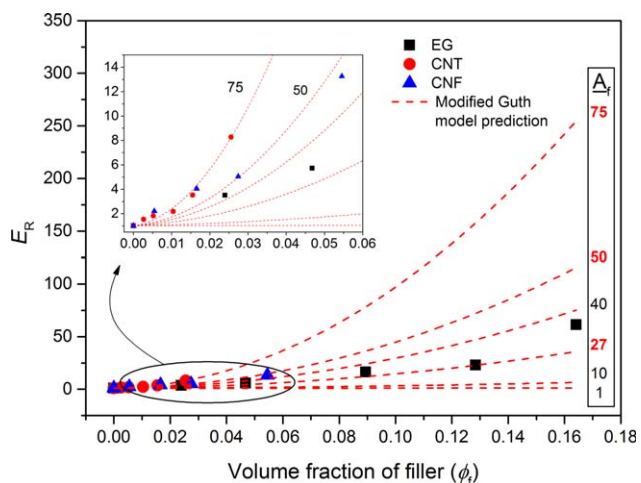 350
300
250
200
150
100
50
0
E_R
14
12
10
8
6
4
2
75
50
0.00 0.01 0.02 0.03 0.04 0.05 0.06
EG
CNT
CNF
Modified Guth
model prediction
A_f
75
50
40
27
10
1
0.00 0.02 0.04 0.06 0.08 0.10 0.12 0.14 0.16 0.18
Volume fraction of filler (ϕ_f)